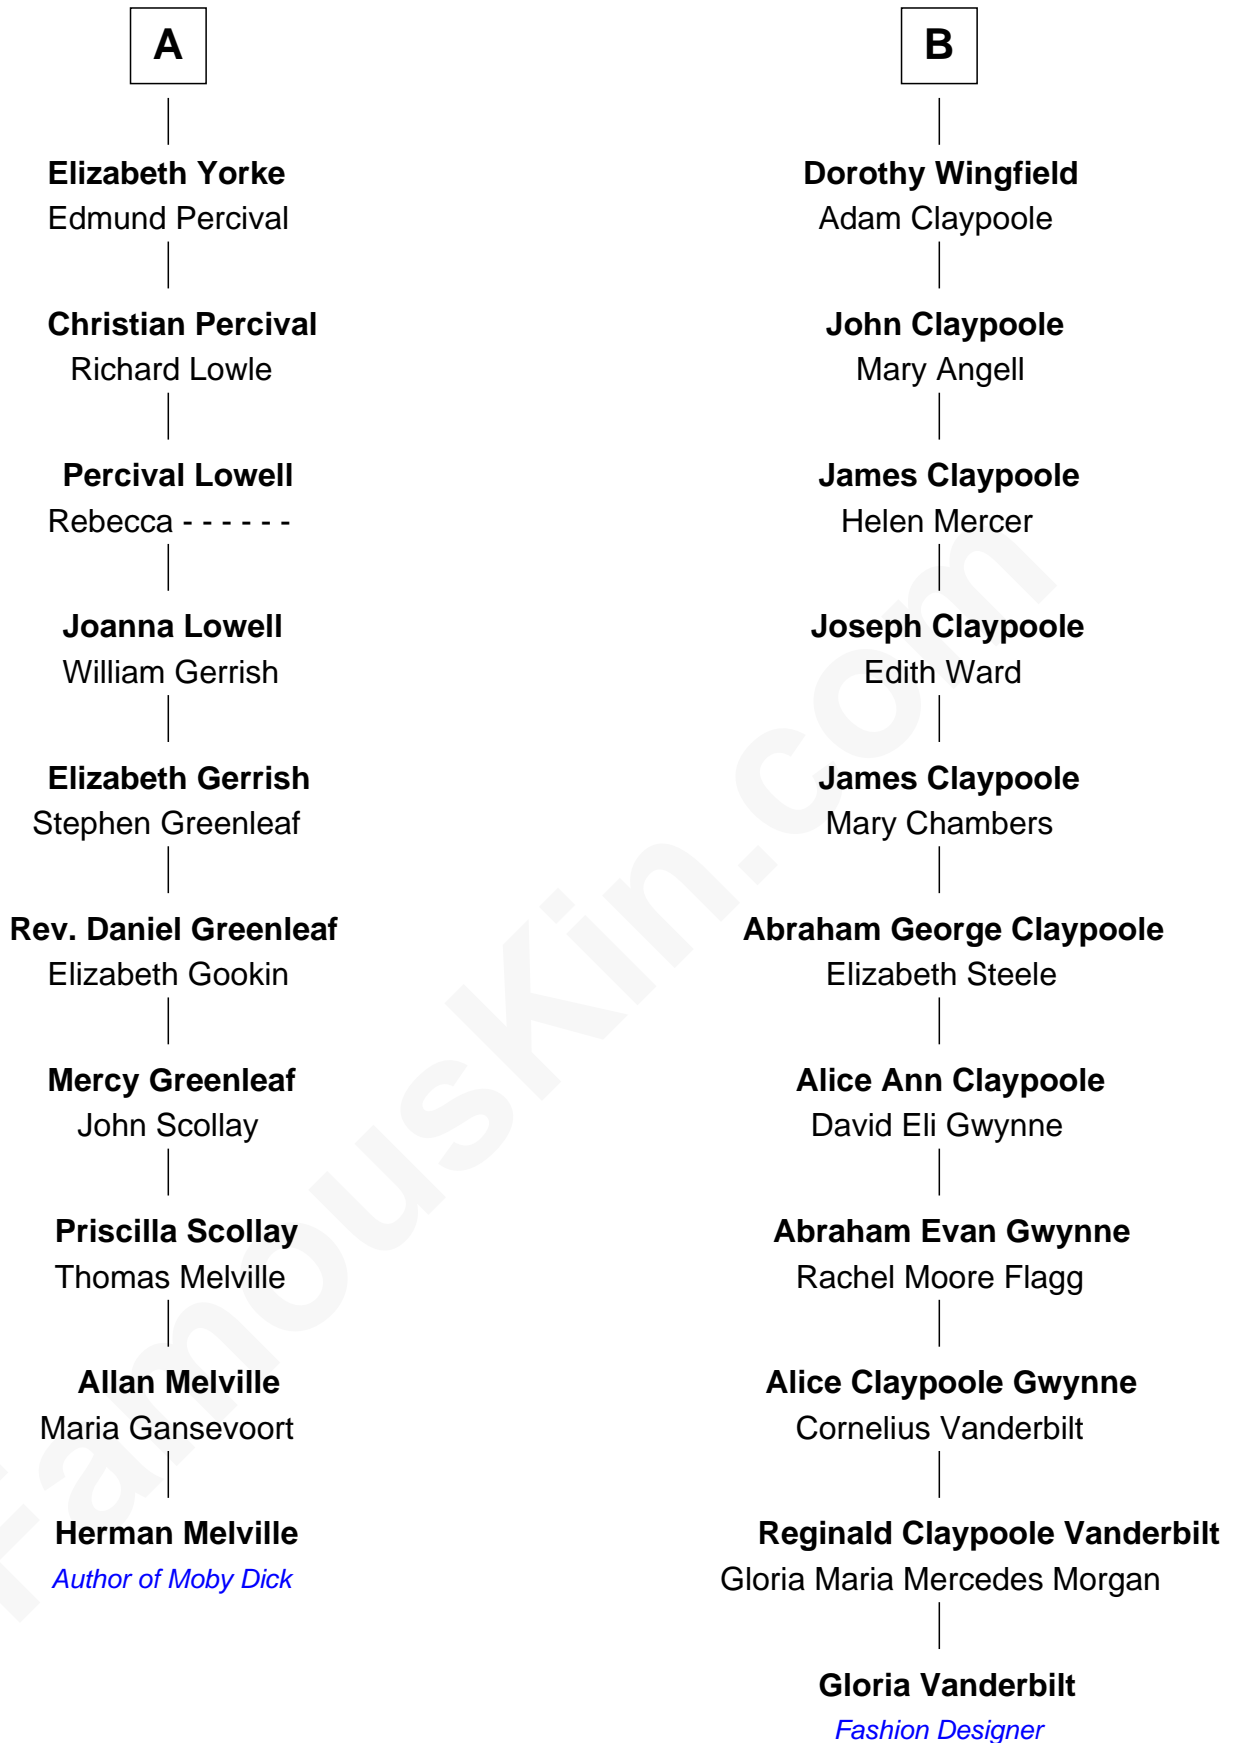 A
Elizabeth Yorke
Edmund Percival
Christian Percival
Richard Lowle
Percival Lowell
Rebecca - - - - - -
Joanna Lowell
William Gerrish
Elizabeth Gerrish
Stephen Greenleaf
Rev. Daniel Greenleaf
Elizabeth Gookin
Mercy Greenleaf
John Scollay
Priscilla Scollay
Thomas Melville
Allan Melville
Maria Gansevoort
Herman Melville
Author of Moby Dick
B
Dorothy Wingfield
Adam Claypoole
John Claypoole
Mary Angell
James Claypoole
Helen Mercer
Joseph Claypoole
Edith Ward
James Claypoole
Mary Chambers
Abraham George Claypoole
Elizabeth Steele
Alice Ann Claypoole
David Eli Gwynne
Abraham Evan Gwynne
Rachel Moore Flagg
Alice Claypoole Gwynne
Cornelius Vanderbilt
Reginald Claypoole Vanderbilt
Gloria Maria Mercedes Morgan
Gloria Vanderbilt
Fashion Designer
FamousKin.com